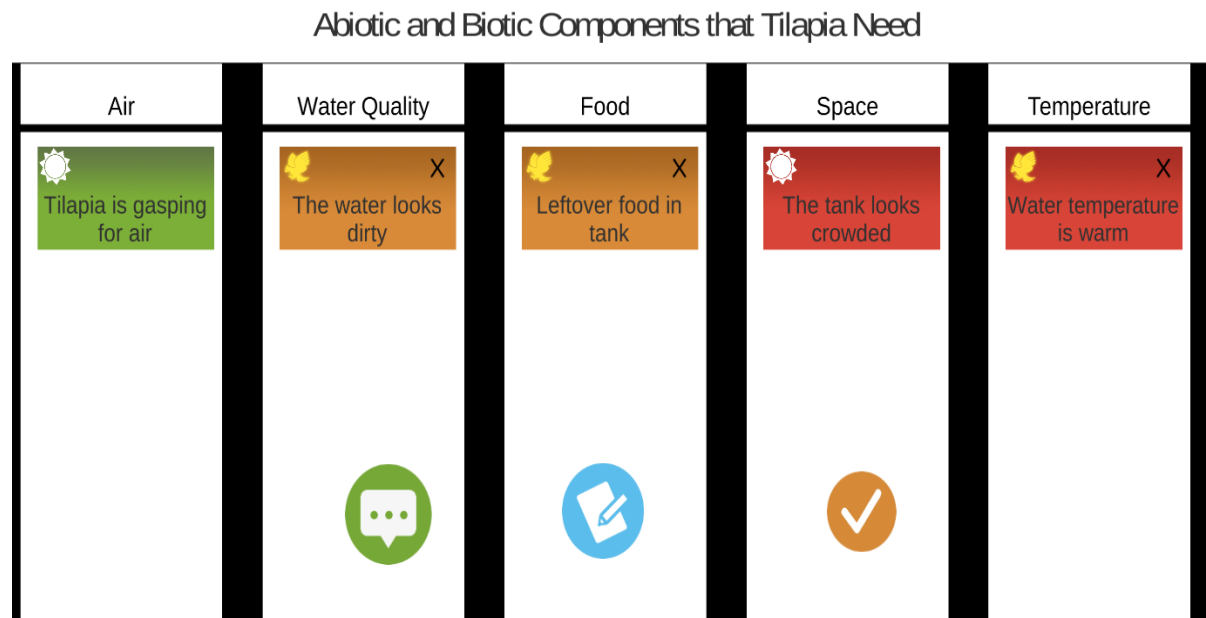 Abiotic and Biotic Components that Tilapia Need
Air
Water Quality
Food
Space
Temperature
Tilapia is gasping
for air
X
The water looks
dirty
X
Leftover food in
tank
The tank looks
crowded
X
Water temperature
is warm